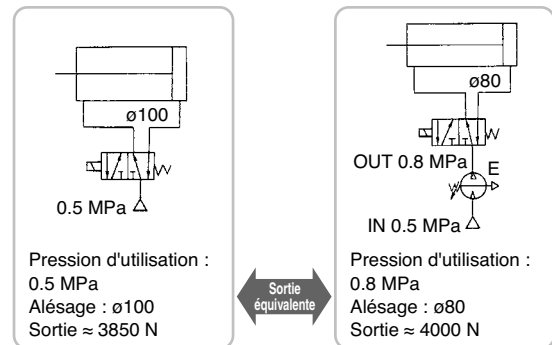 ø100
0.5 MPa
Pression d'utilisation :
0.5 MPa
Alésage : ø100
Sortie ≈ 3850 N
Sortie
équivalente
ø80
OUT 0.8 MPa
E
IN 0.5 MPa
Pression d'utilisation :
0.8 MPa
Alésage : ø80
Sortie ≈ 4000 N